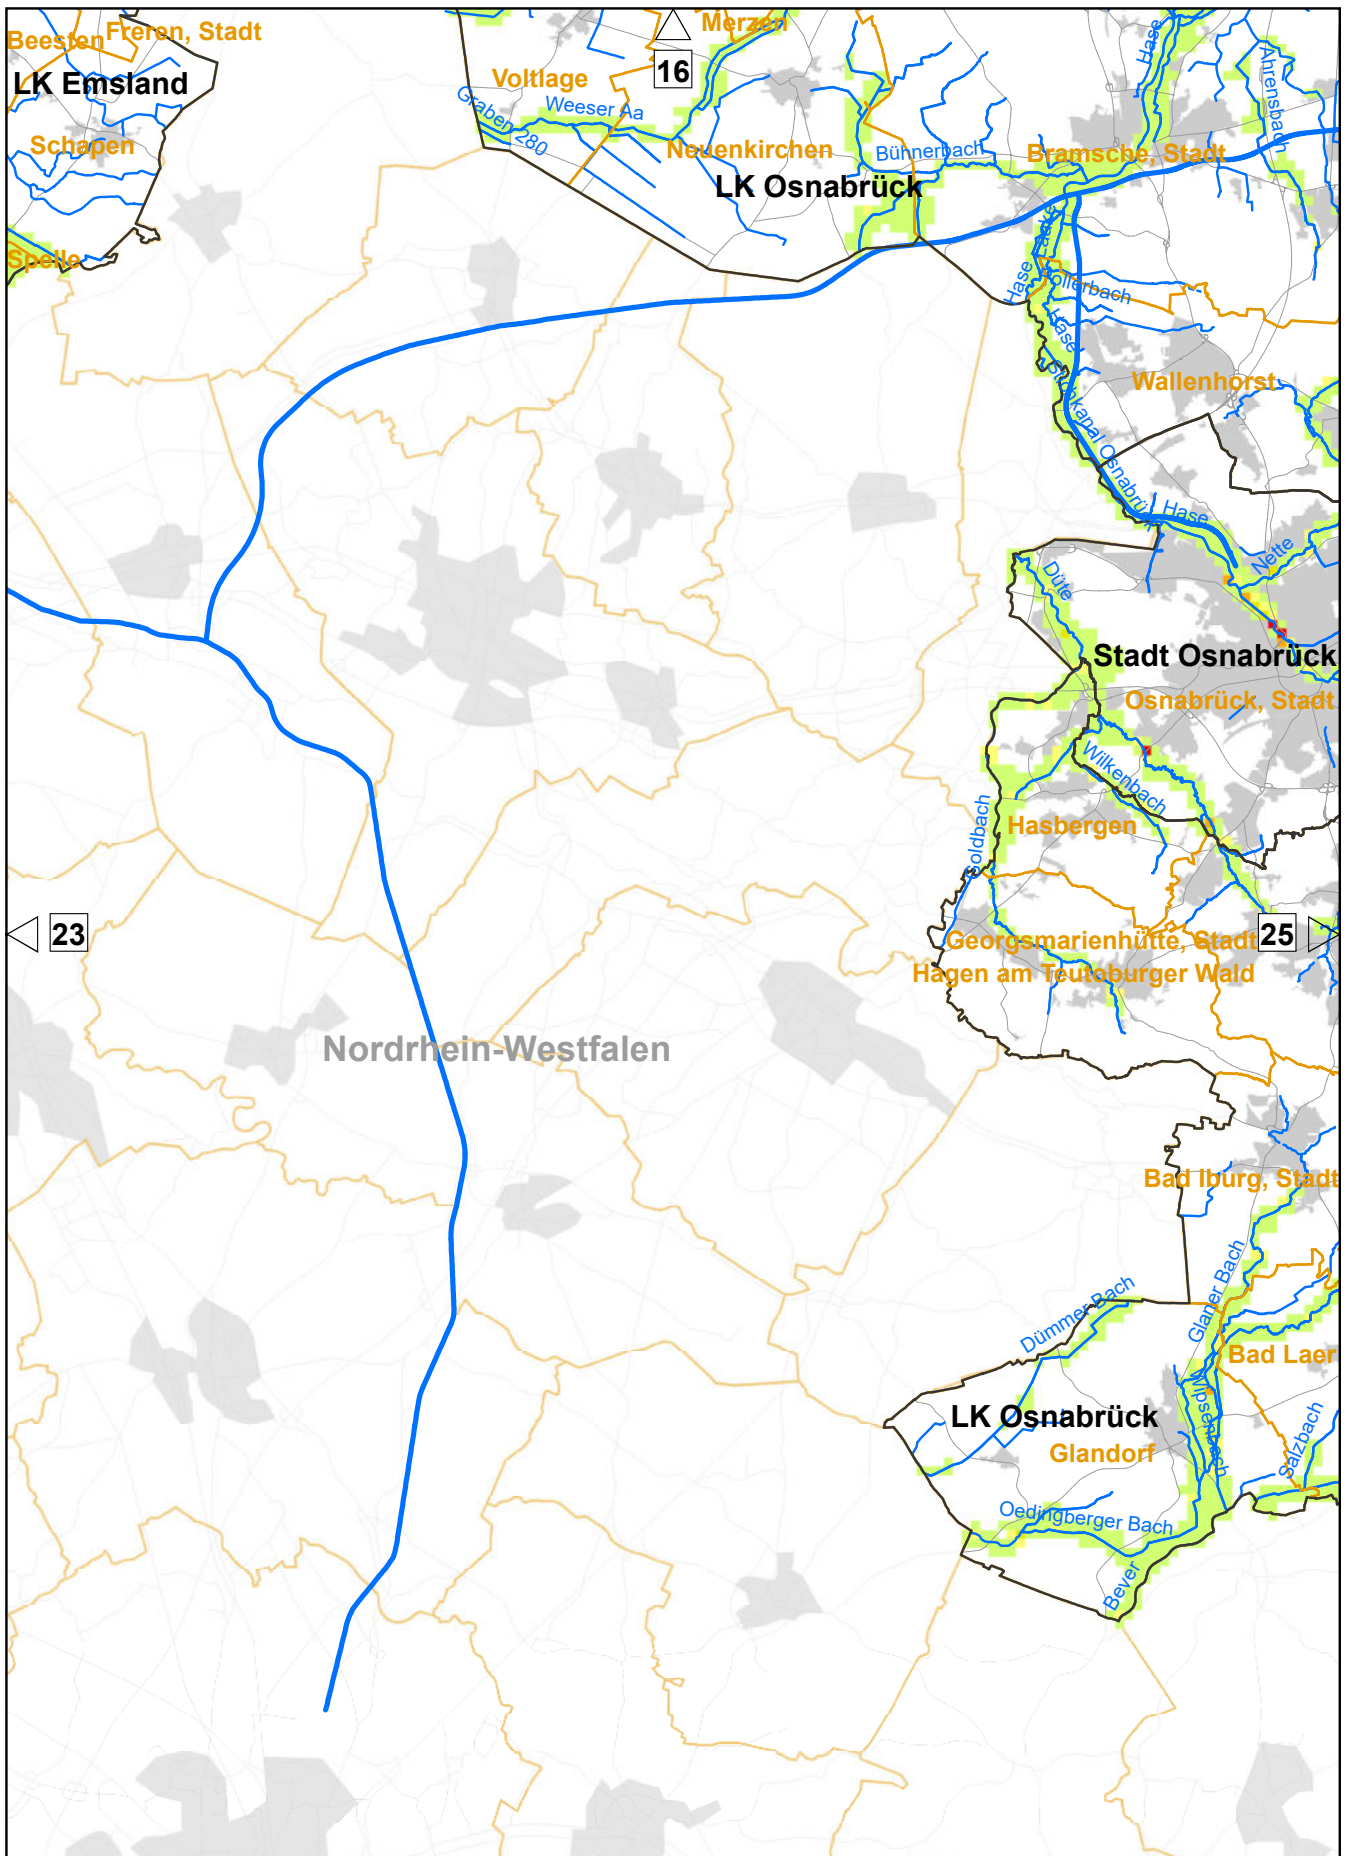 Beesten
Freren, Stadt
Merzen
LK Emsland
16
Voltlage
Weeser Aa
Graben 280
Schapen
Neuenkirchen
Bühnerbach
Bramsche, Stadt
Hase
Ahrensbach
LK Osnabrück
Spelle
Hase
Hase
Wallenhorst
Stichkanal Osnabrück
Hase
Nette
Düte
Stadt Osnabrück
Osnabrück, Stadt
Wilkenbach
Goldbach
Hasbergen
23
Georgsmarienhütte, Stadt
25
Hagen am Teutoburger Wald
Nordrhein-Westfalen
Bad Iburg, Stadt
Glaner Bach
Dümmer Bach
Bad Laer
Wipsenbach
LK Osnabrück
Glandorf
Salzbach
Oedingberger Bach
Bever